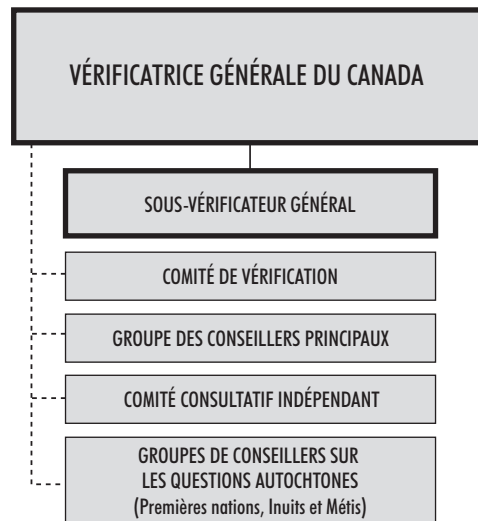 VÉRIFICATRICE GÉNÉRALE DU CANADA
SOUS-VÉRIFICATEUR GÉNÉRAL
COMITÉ DE VÉRIFICATION
GROUPE DES CONSEILLERS PRINCIPAUX
COMITÉ CONSULTATIF INDÉPENDANT
GROUPES DE CONSEILLERS SUR
LES QUESTIONS AUTOCHTONES
(Premières nations, Inuits et Métis)